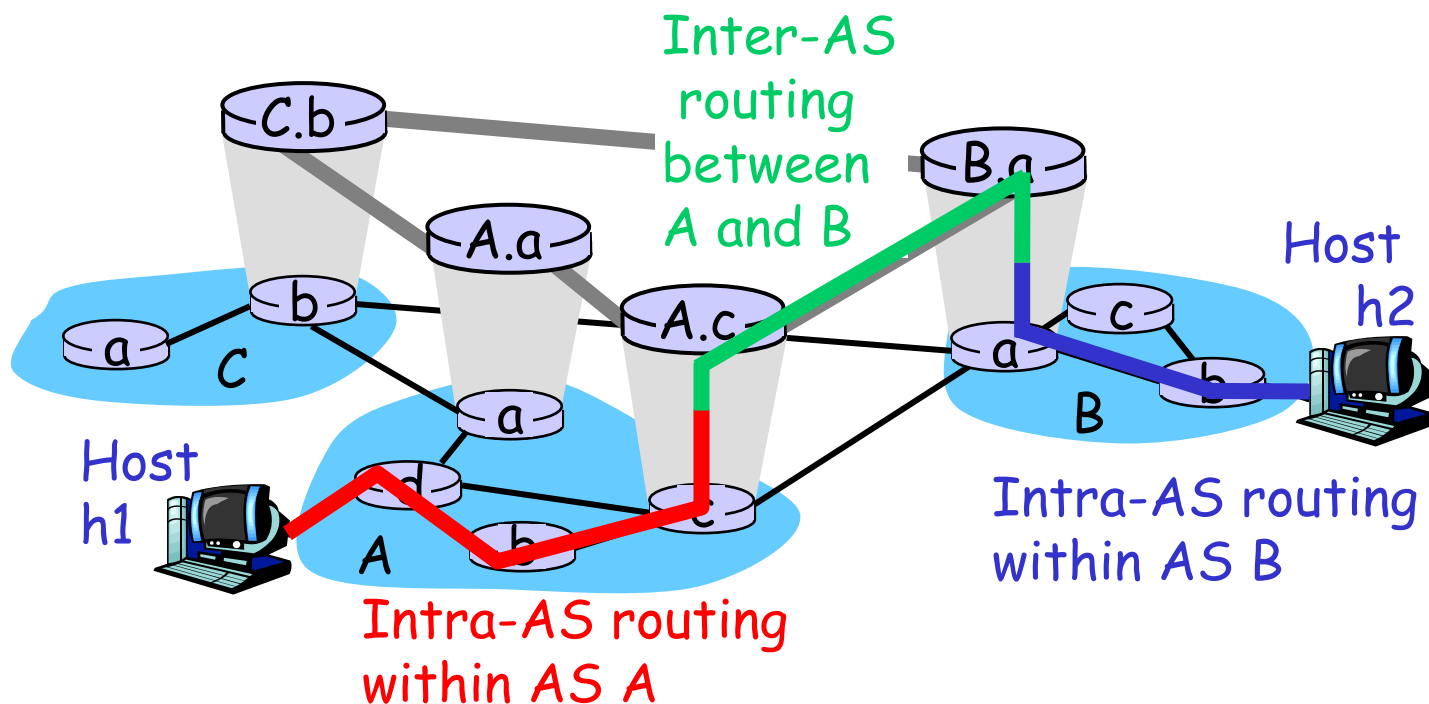 Inter-AS
routing
between
A and B
C.b
B.a
A.a
Host
h2
A.c
b
c
a
a
C
b
B
a
Host
h1
d
c
b
A
Intra-AS routing
within AS B
Intra-AS routing
within AS A